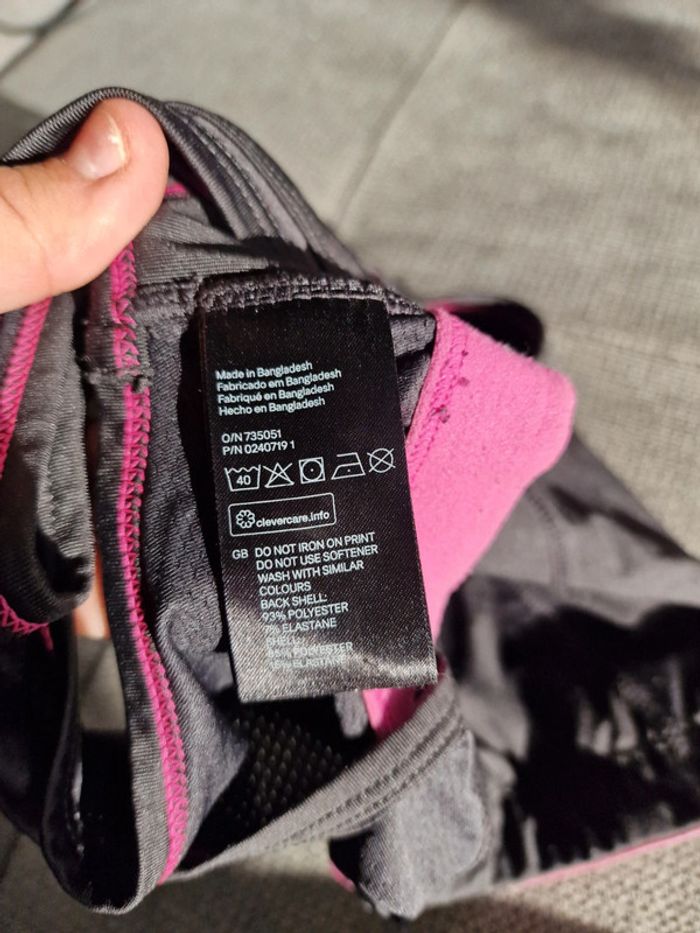 Made in Bangladesh
Fabricado em Bangladesh
Fabriqué en Bangladesh
Hecho en Bangladesh
O/N 735051
P/N 0240719 1
40
clevercare.info
GB DO NOT IRON ON PRINT
DO NOT USE SOFTENER
WASH WITH SIMILAR
COLOURS
BACK SHELL:
93% POLYESTER
7% ELASTANE
SHELL:
85% POLYESTER
15% ELASTANE